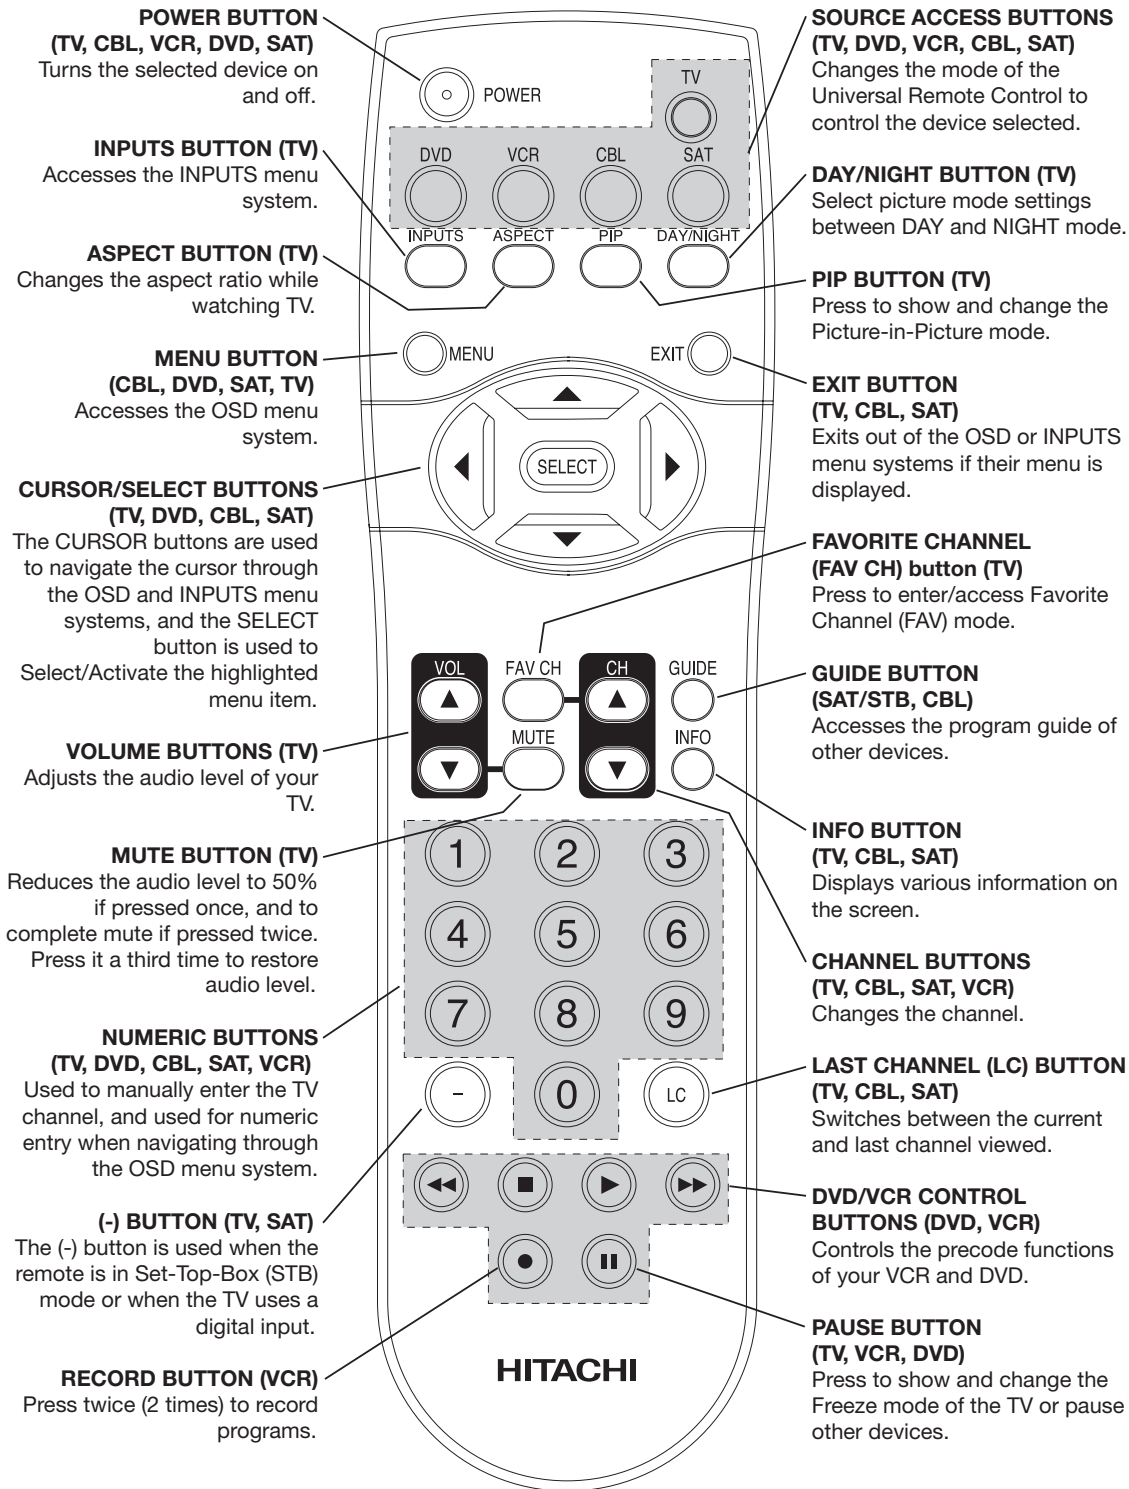 POWER BUTTON
(TV, CBL, VCR, DVD, SAT)
Turns the selected device on
and off.
INPUTS BUTTON (TV)
Accesses the INPUTS menu
system.
ASPECT BUTTON (TV)
Changes the aspect ratio while
watching TV.
MENU BUTTON
(CBL, DVD, SAT, TV)
Accesses the OSD menu
system.
CURSOR/SELECT BUTTONS
(TV, DVD, CBL, SAT)
The CURSOR buttons are used
to navigate the cursor through
the OSD and INPUTS menu
systems, and the SELECT
button is used to
Select/Activate the highlighted
menu item.
VOLUME BUTTONS (TV)
Adjusts the audio level of your
TV.
MUTE BUTTON (TV)
Reduces the audio level to 50%
if pressed once, and to
complete mute if pressed twice.
Press it a third time to restore
audio level.
NUMERIC BUTTONS
(TV, DVD, CBL, SAT, VCR)
Used to manually enter the TV
channel, and used for numeric
entry when navigating through
the OSD menu system.
(-) BUTTON (TV, SAT)
The (-) button is used when the
remote is in Set-Top-Box (STB)
mode or when the TV uses a
digital input.
RECORD BUTTON (VCR)
Press twice (2 times) to record
programs.
POWER
TV
DVD VCR CBL SAT
INPUTS ASPECT PIP DAY/NIGHT
MENU EXIT
SELECT
VOL FAV CH CH GUIDE
MUTE INFO
1 2 3
4 5 6
7 8 9
- 0 LC
HITACHI
SOURCE ACCESS BUTTONS
(TV, DVD, VCR, CBL, SAT)
Changes the mode of the
Universal Remote Control to
control the device selected.
DAY/NIGHT BUTTON (TV)
Select picture mode settings
between DAY and NIGHT mode.
PIP BUTTON (TV)
Press to show and change the
Picture-in-Picture mode.
EXIT BUTTON
(TV, CBL, SAT)
Exits out of the OSD or INPUTS
menu systems if their menu is
displayed.
FAVORITE CHANNEL
(FAV CH) button (TV)
Press to enter/access Favorite
Channel (FAV) mode.
GUIDE BUTTON
(SAT/STB, CBL)
Accesses the program guide of
other devices.
INFO BUTTON
(TV, CBL, SAT)
Displays various information on
the screen.
CHANNEL BUTTONS
(TV, CBL, SAT, VCR)
Changes the channel.
LAST CHANNEL (LC) BUTTON
(TV, CBL, SAT)
Switches between the current
and last channel viewed.
DVD/VCR CONTROL
BUTTONS (DVD, VCR)
Controls the precode functions
of your VCR and DVD.
PAUSE BUTTON
(TV, VCR, DVD)
Press to show and change the
Freeze mode of the TV or pause
other devices.